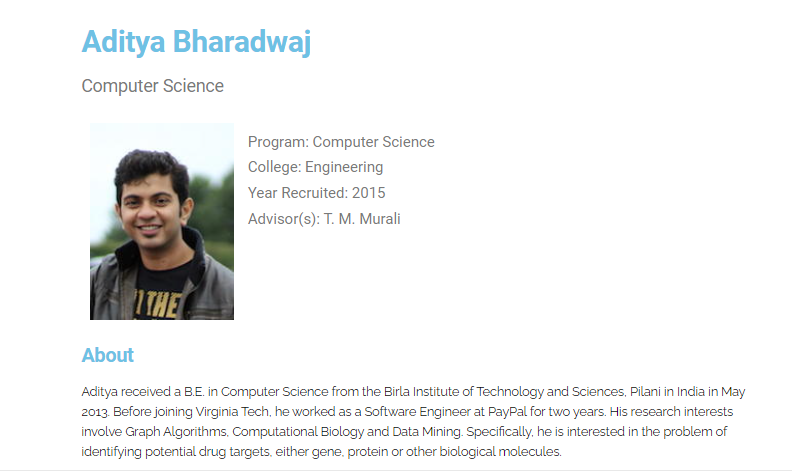 Aditya Bharadwaj
Computer Science
Program: Computer Science
College: Engineering
Year Recruited: 2015
Advisor(s): T. M. Murali
THE
About
Aditya received a B.E. in Computer Science from the Birla Institute of Technology and Sciences, Pilani in India in May
2013. Before joining Virginia Tech, he worked as a Software Engineer at PayPal for two years. His research interests
involve Graph Algorithms, Computational Biology and Data Mining. Specifically, he is interested in the problem of
identifying potential drug targets, either gene, protein or other biological molecules.